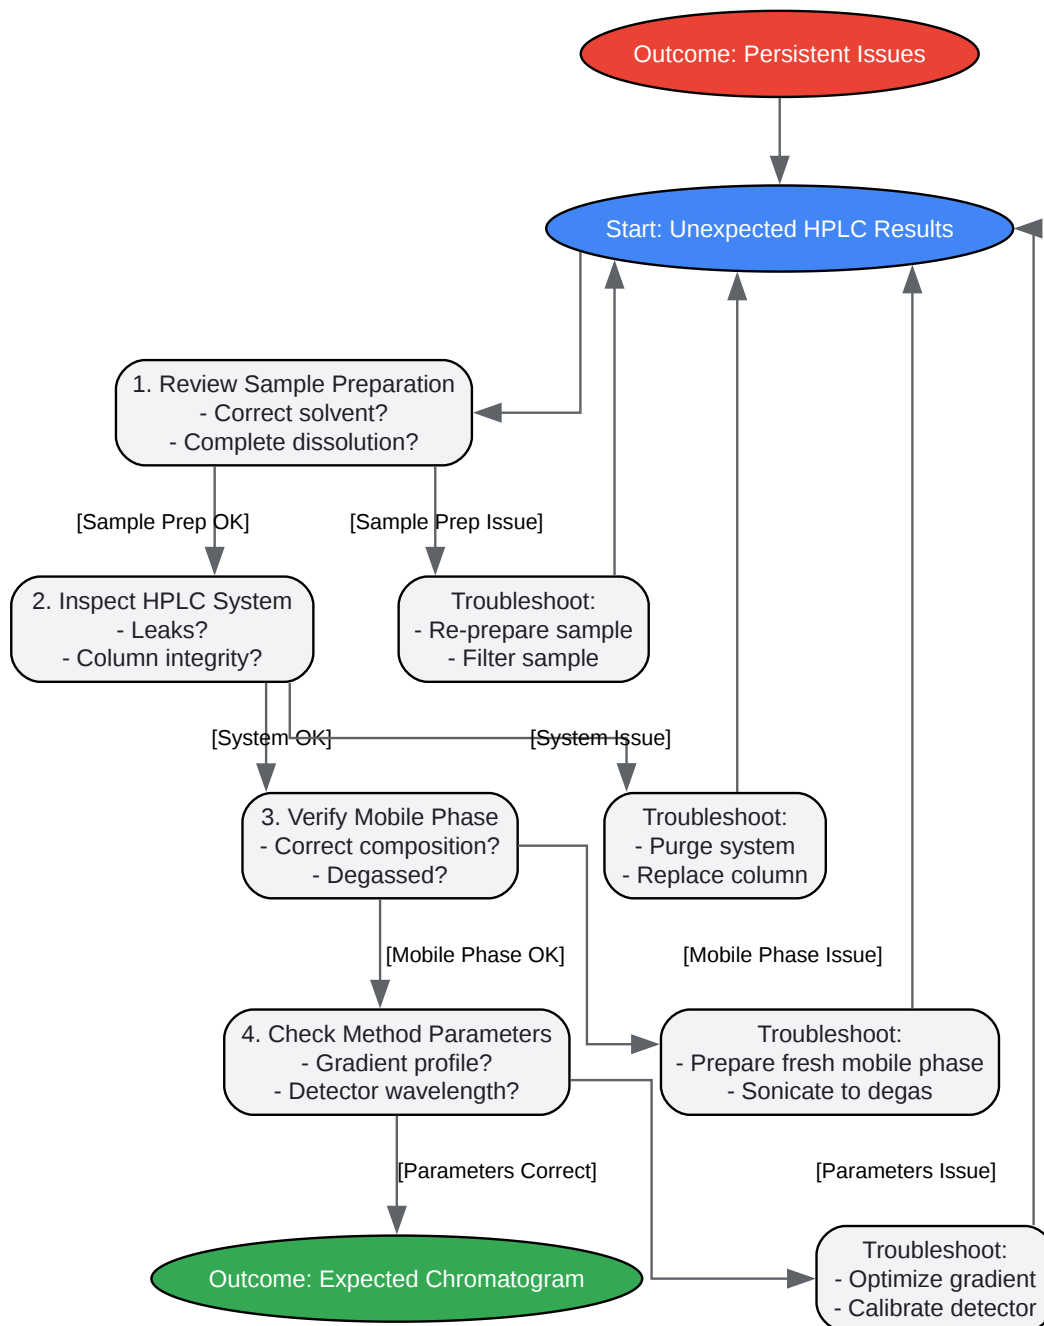 Outcome: Persistent Issues
Start: Unexpected HPLC Results
1. Review Sample Preparation
- Correct solvent?
- Complete dissolution?
[Sample Prep OK]
[Sample Prep Issue]
2. Inspect HPLC System
- Leaks?
- Column integrity?
Troubleshoot:
- Re-prepare sample
- Filter sample
[System OK]
[System Issue]
3. Verify Mobile Phase
- Correct composition?
- Degassed?
Troubleshoot:
- Purge system
- Replace column
[Mobile Phase OK]
[Mobile Phase Issue]
4. Check Method Parameters
- Gradient profile?
- Detector wavelength?
Troubleshoot:
- Prepare fresh mobile phase
- Sonicate to degas
[Parameters Correct]
[Parameters Issue]
Outcome: Expected Chromatogram
Troubleshoot:
- Optimize gradient
- Calibrate detector